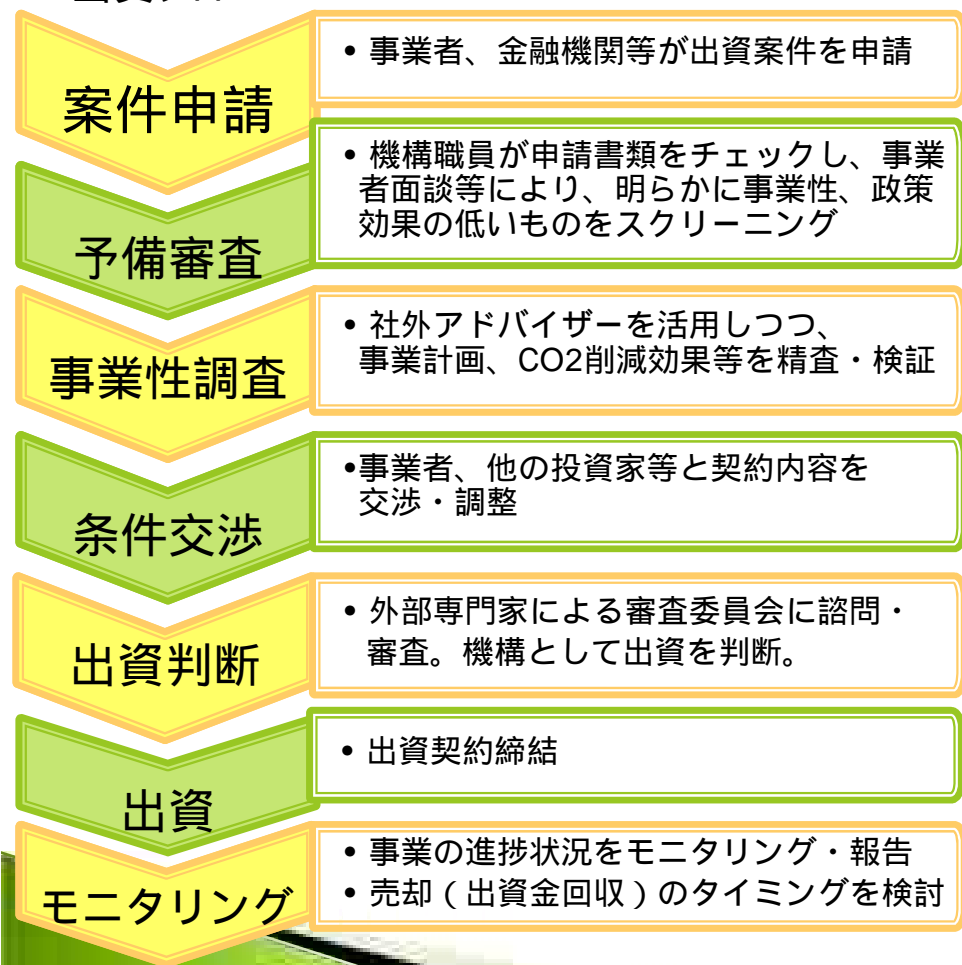 案件申請
• 事業者、金融機関等が出資案件を申請
予備審査
• 機構職員が申請書類をチェックし、事業
者面談等により、明らかに事業性、政策
効果の低いものをスクリーニング
事業性調査
• 社外アドバイザーを活用しつつ、
事業計画、CO2削減効果等を精査・検証
条件交渉
•事業者、他の投資家等と契約内容を
交渉・調整
出資判断
• 外部専門家による審査委員会に諮問・
審査。機構として出資を判断。
出資
• 出資契約締結
モニタリング
• 事業の進捗状況をモニタリング・報告
• 売却（出資金回収）のタイミングを検討